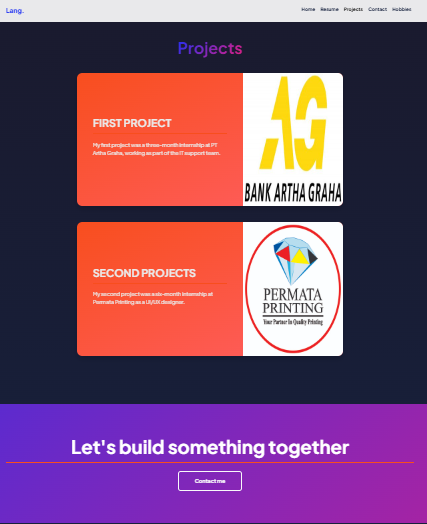 Lang.
Home Resume Projects Contact Hobbies
Projects
FIRST PROJECT
My first project was a three-month internship at PT
Artha Graha, working as part of the IT support team.
AG
BANK ARTHA GRAHA
SECOND PROJECTS
My second project was a six-month internship at
Permata Printing as a UI/UX designer.
PERMATA
PRINTING
Your Partner In Quality Printing
Let's build something together
Contact me